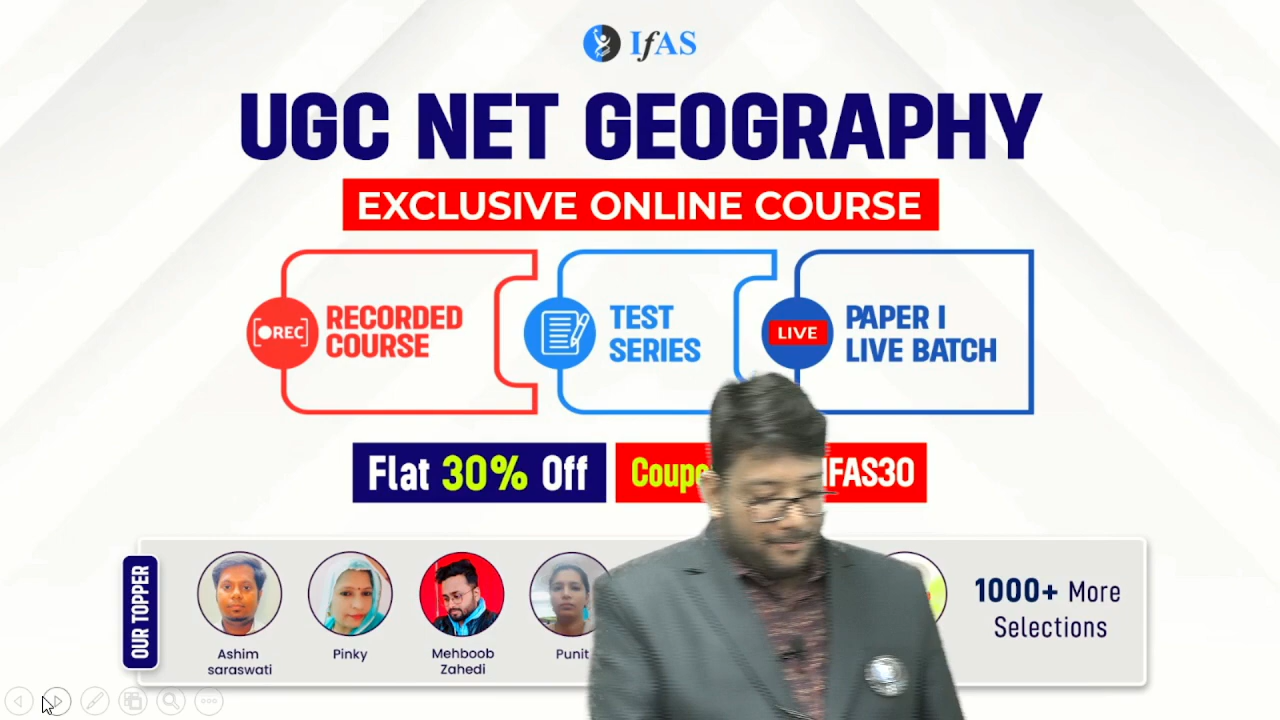 IfAS
UGC NET GEOGRAPHY
EXCLUSIVE ONLINE COURSE
REC
RECORDED
COURSE
TEST
SERIES
LIVE
PAPER I
LIVE BATCH
Flat 30% Off
IFAS30
OUR TOPPER
Ashim
saraswati
Pinky
Mehboob
Zahedi
Punit
1000+ More
Selections